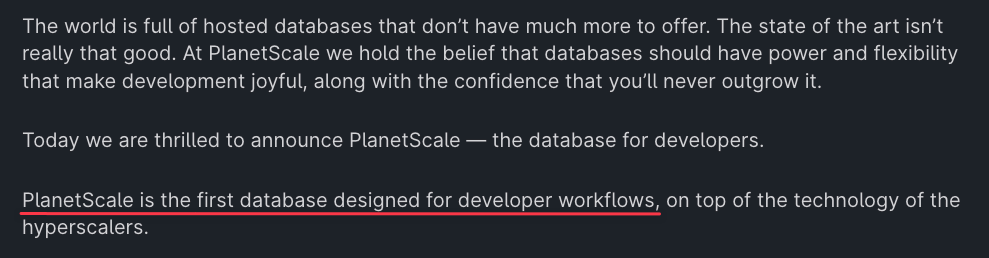 The world is full of hosted databases that don’t have much more to offer. The state of the art isn’t
really that good. At PlanetScale we hold the belief that databases should have power and flexibility
that make development joyful, along with the confidence that you’ll never outgrow it.
Today we are thrilled to announce PlanetScale — the database for developers.
PlanetScale is the first database designed for developer workflows, on top of the technology of the
hyperscalers.